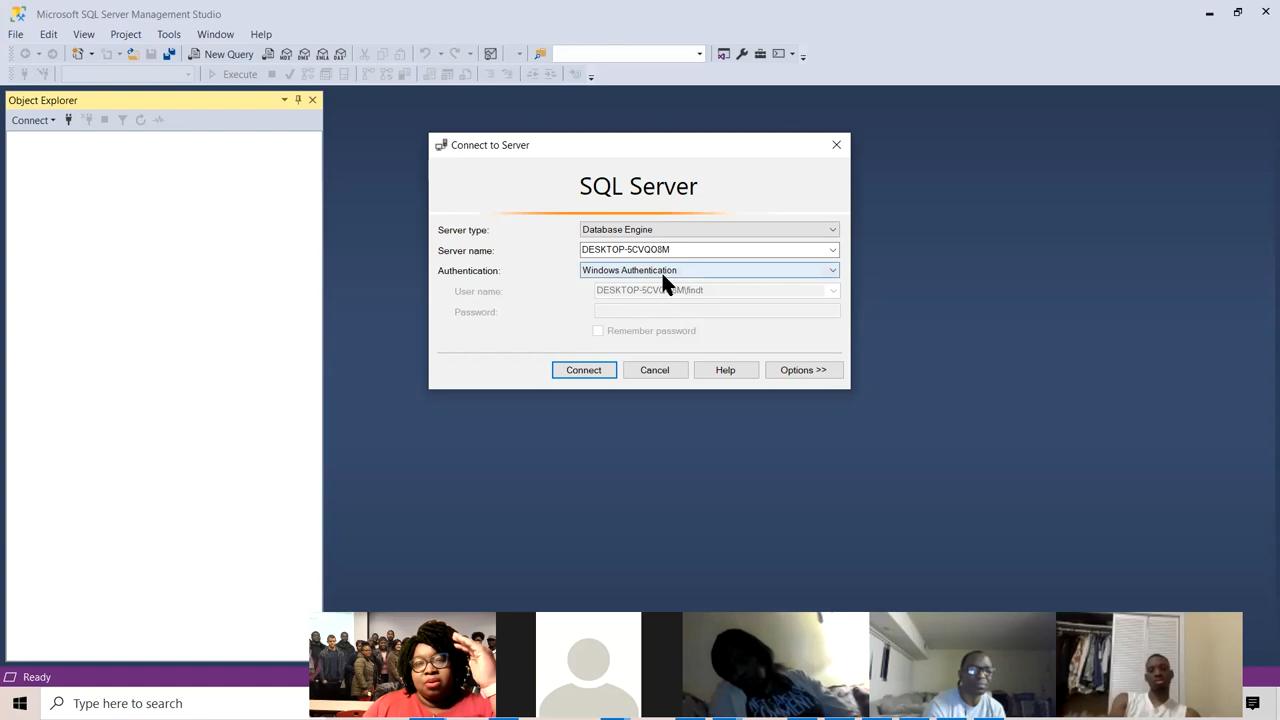 Microsoft SQL Server Management Studio
File Edit View Project Tools Window Help
New Query
Execute
Object Explorer
Connect
Connect to Server
SQL Server
Server type: Database Engine
Server name: DESKTOP-5CVQO8M
Authentication: Windows Authentication
User name: M\findt
Password:
Remember password
Connect Cancel Help Options >>
Ready
Type here to search